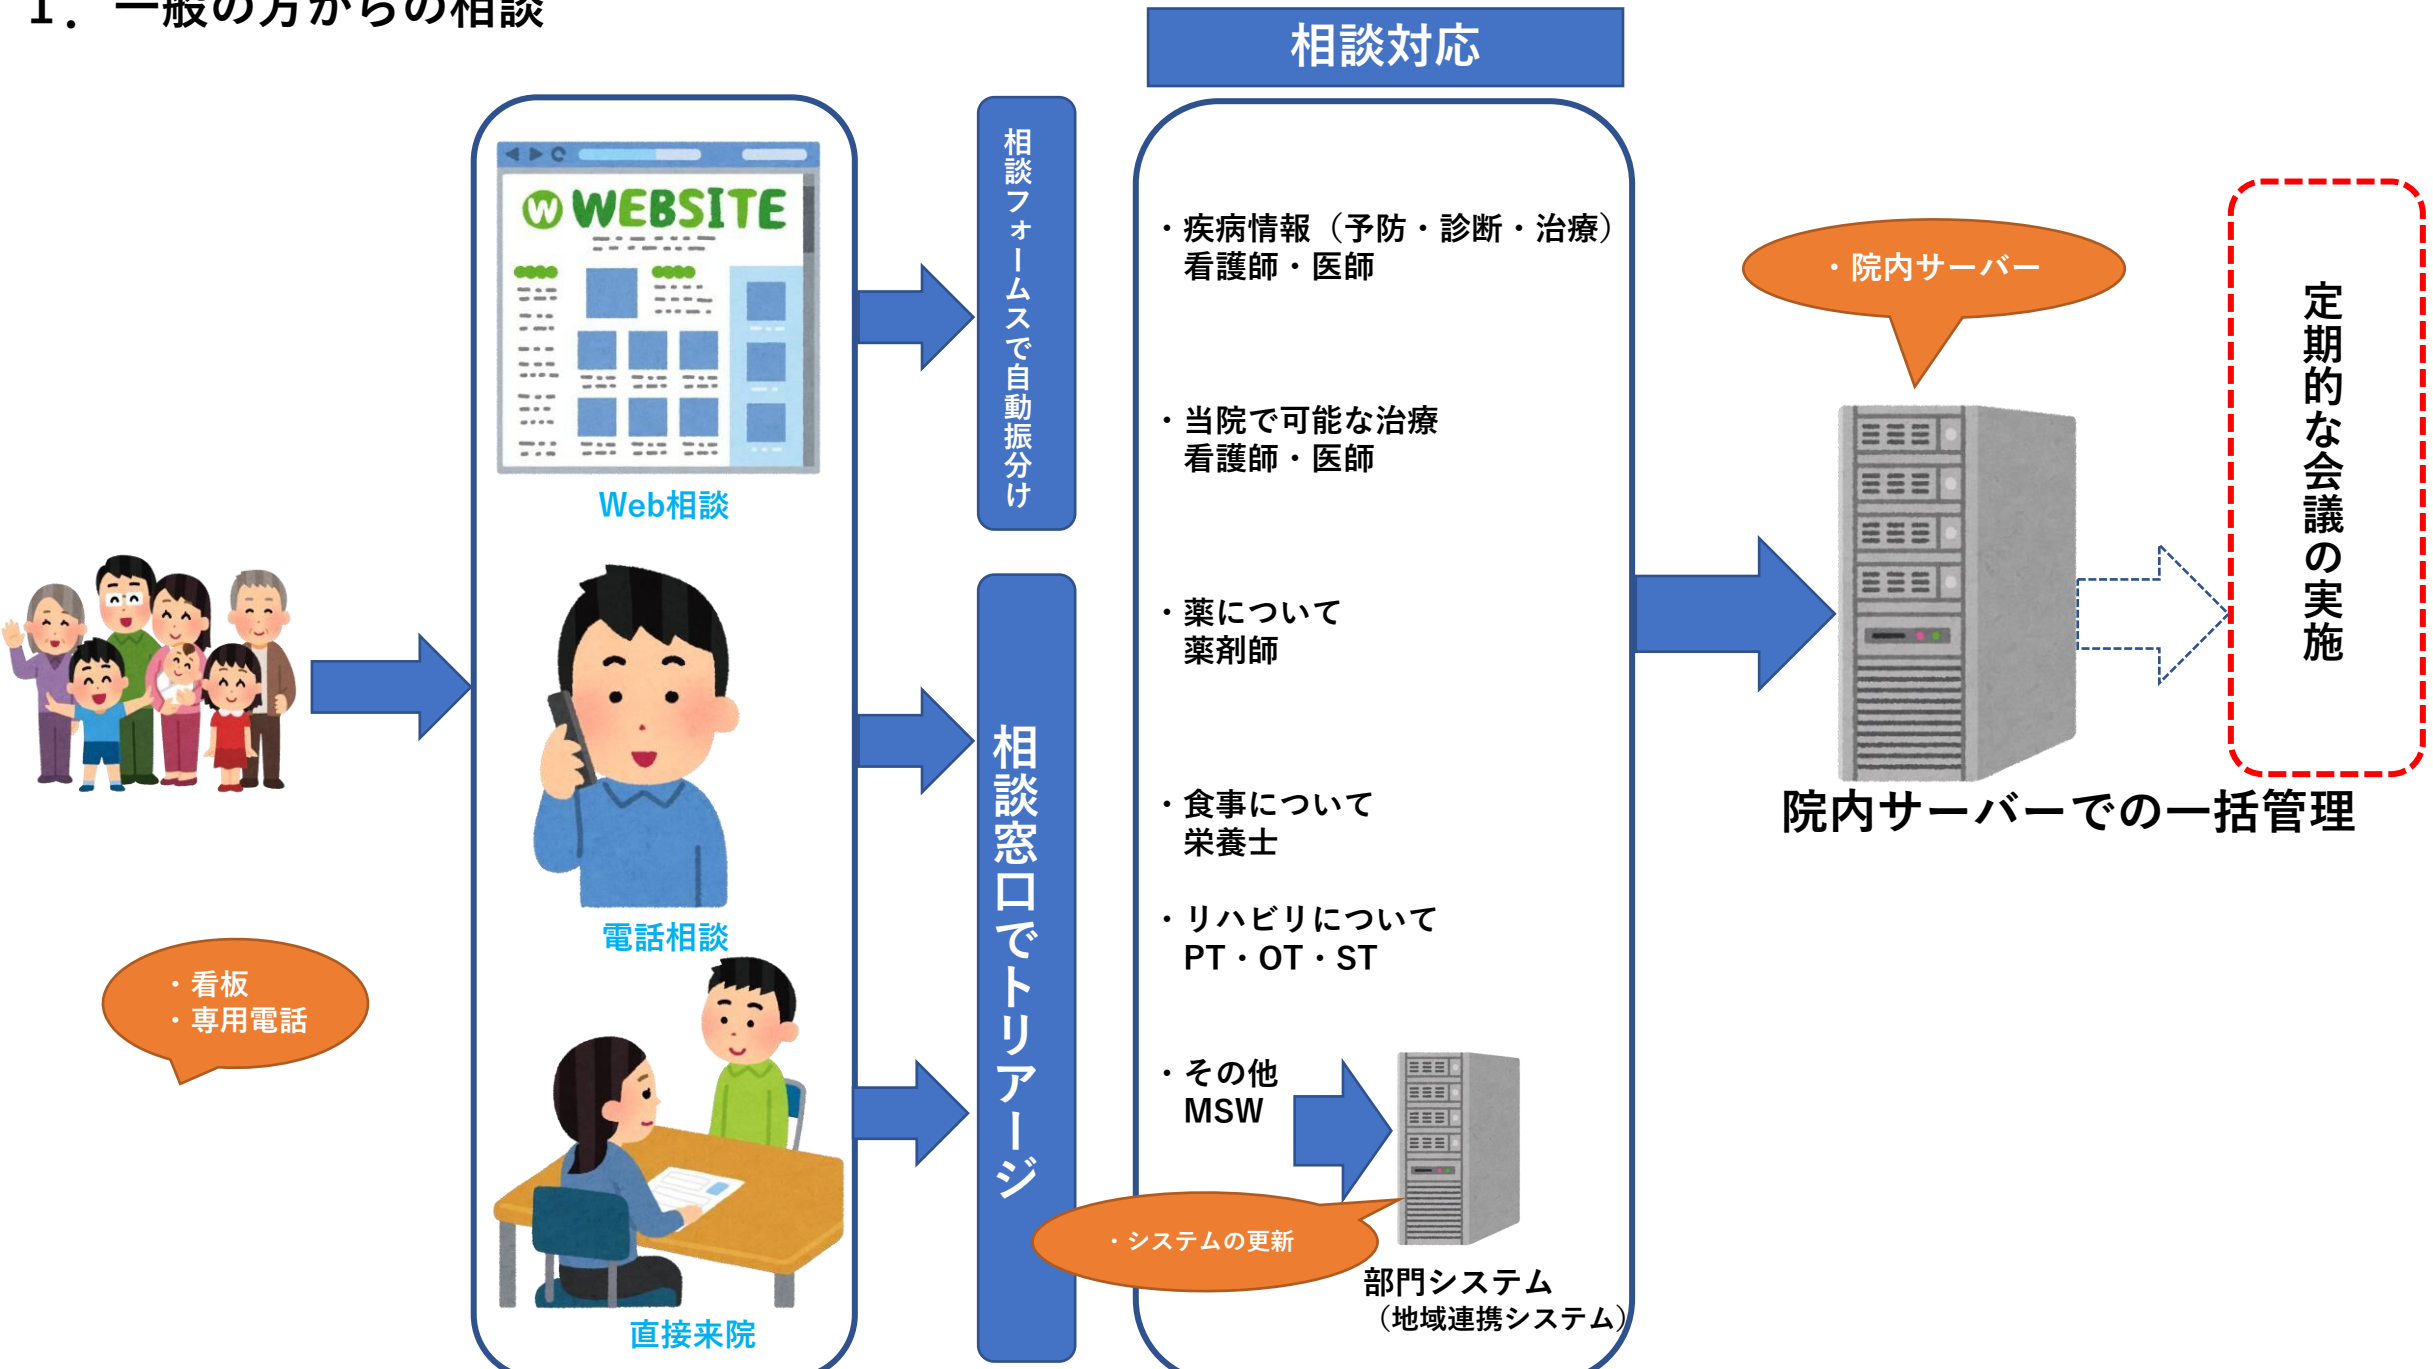 １．一般の方からの相談
相談対応
WEBSITE
Web相談
電話相談
直接来院
・看板
・専用電話
相談フォームスで自動振分け
相談窓口でトリアージ
・疾病情報（予防・診断・治療）
看護師・医師
・当院で可能な治療
看護師・医師
・薬について
薬剤師
・食事について
栄養士
・リハビリについて
PT・OT・ST
・その他
MSW
・システムの更新
部門システム
（地域連携システム）
・院内サーバー
院内サーバーでの一括管理
定期的な会議の実施